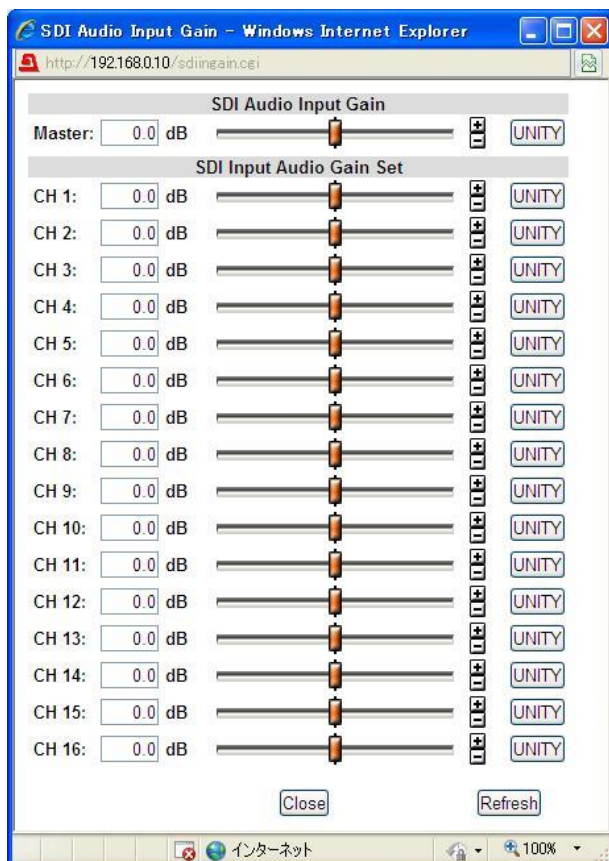 SDI Audio Input Gain - Windows Internet Explorer
http://192.168.0.10/sdiingain.cgi
SDI Audio Input Gain
Master: 0.0 dB + - UNITY
SDI Input Audio Gain Set
CH 1: 0.0 dB + - UNITY
CH 2: 0.0 dB + - UNITY
CH 3: 0.0 dB + - UNITY
CH 4: 0.0 dB + - UNITY
CH 5: 0.0 dB + - UNITY
CH 6: 0.0 dB + - UNITY
CH 7: 0.0 dB + - UNITY
CH 8: 0.0 dB + - UNITY
CH 9: 0.0 dB + - UNITY
CH 10: 0.0 dB + - UNITY
CH 11: 0.0 dB + - UNITY
CH 12: 0.0 dB + - UNITY
CH 13: 0.0 dB + - UNITY
CH 14: 0.0 dB + - UNITY
CH 15: 0.0 dB + - UNITY
CH 16: 0.0 dB + - UNITY
Close Refresh
インターネット 100%